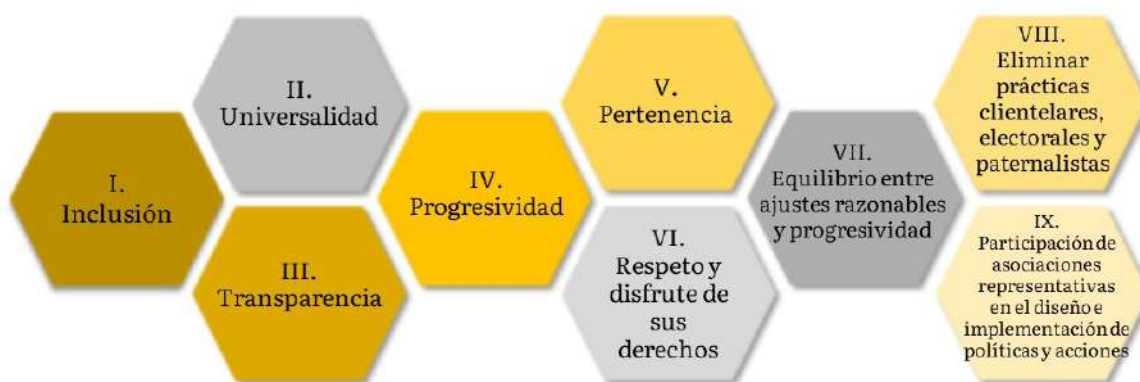 I.
Inclusión
II.
Universalidad
III.
Transparencia
IV.
Progresividad
V.
Pertenencia
VI.
Respeto y
disfrute de
sus
derechos
VII.
Equilibrio entre
ajustes razonables
y progresividad
VIII.
Eliminar
prácticas
clientelares,
electorales y
paternalistas
IX.
Participación de
asociaciones
representativas
en el diseño e
implementación de
políticas y acciones